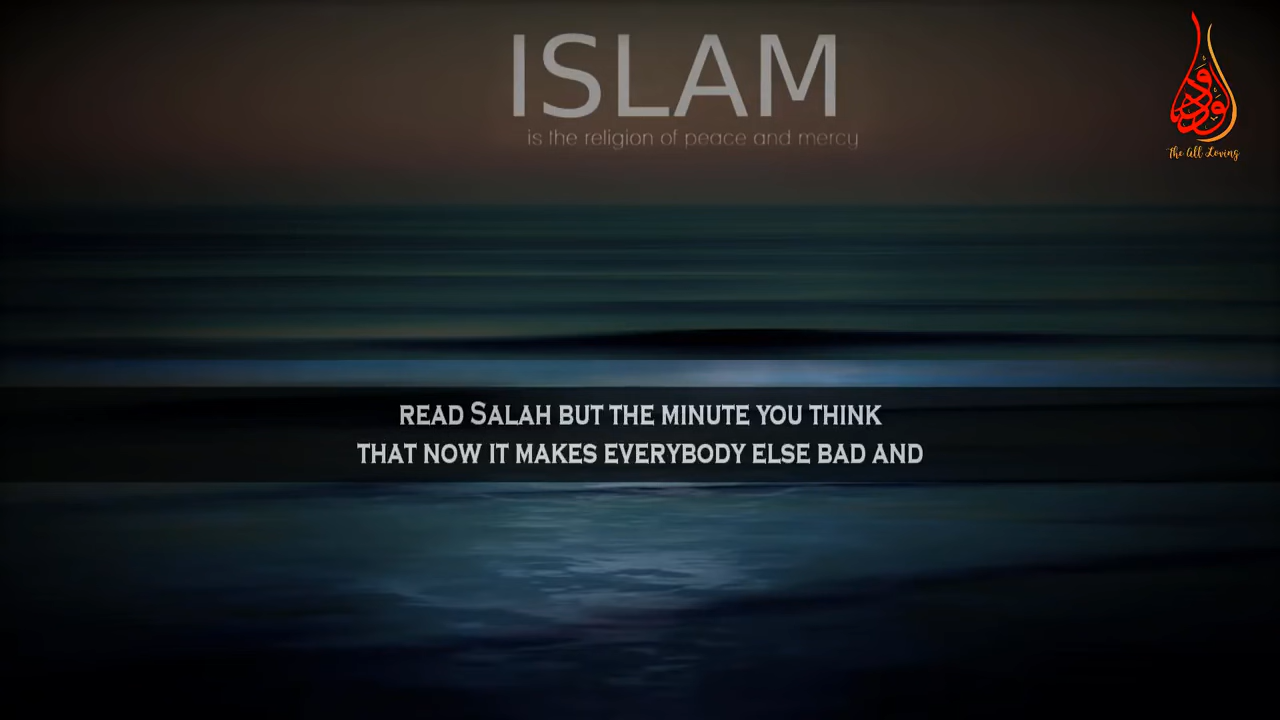 ISLAM
is the religion of peace and mercy
الودود
The All Loving
READ SALAH BUT THE MINUTE YOU THINK
THAT NOW IT MAKES EVERYBODY ELSE BAD AND